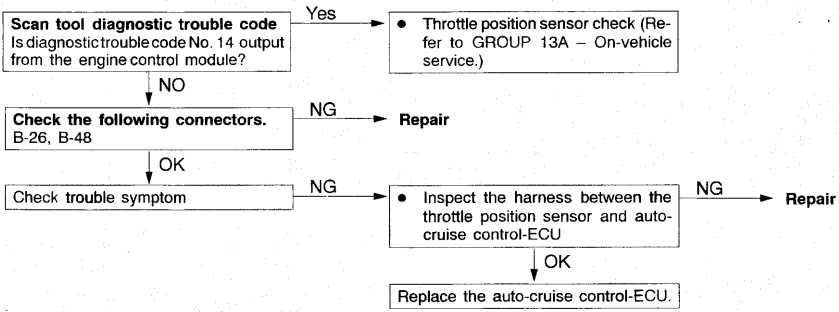 Scan tool diagnostic trouble code
Is diagnostic trouble code No. 14 output
from the engine control module?
Yes
● Throttle position sensor check (Re-
fer to GROUP 13A – On-vehicle
service.)
NO
Check the following connectors.
B-26, B-48
NG
Repair
OK
Check trouble symptom
NG
● Inspect the harness between the
throttle position sensor and auto-
cruise control-ECU
NG
Repair
OK
Replace the auto-cruise control-ECU.